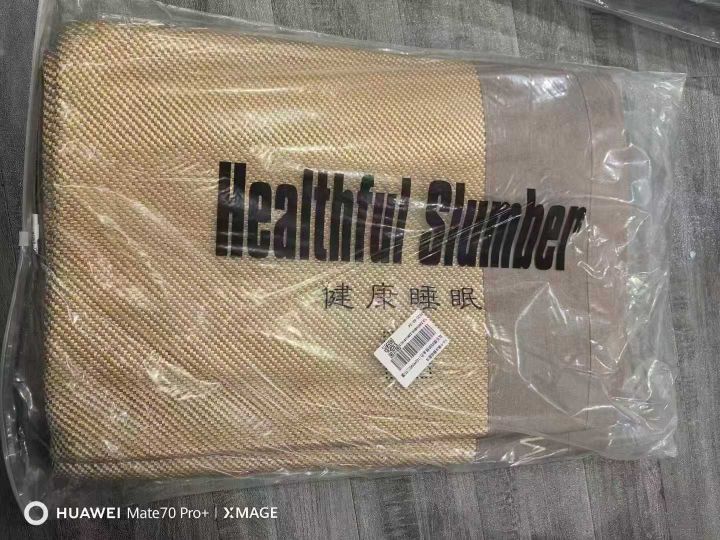 Healthful Slumber
健康睡眠
HUAWEI Mate70 Pro+ | XMAGE